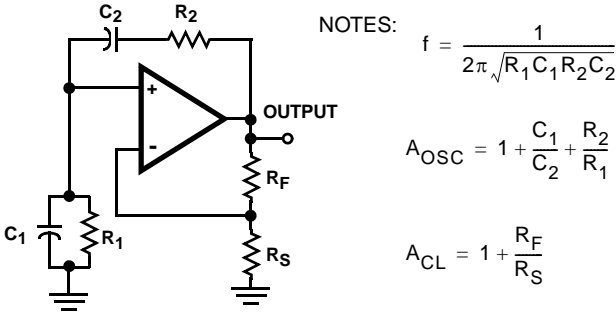 C2
R2
NOTES:
f = 1 / 2π√R1C1R2C2
+
OUTPUT
-
AOSC = 1 + C1/C2 + R2/R1
RF
C1
R1
RS
ACL = 1 + RF/RS